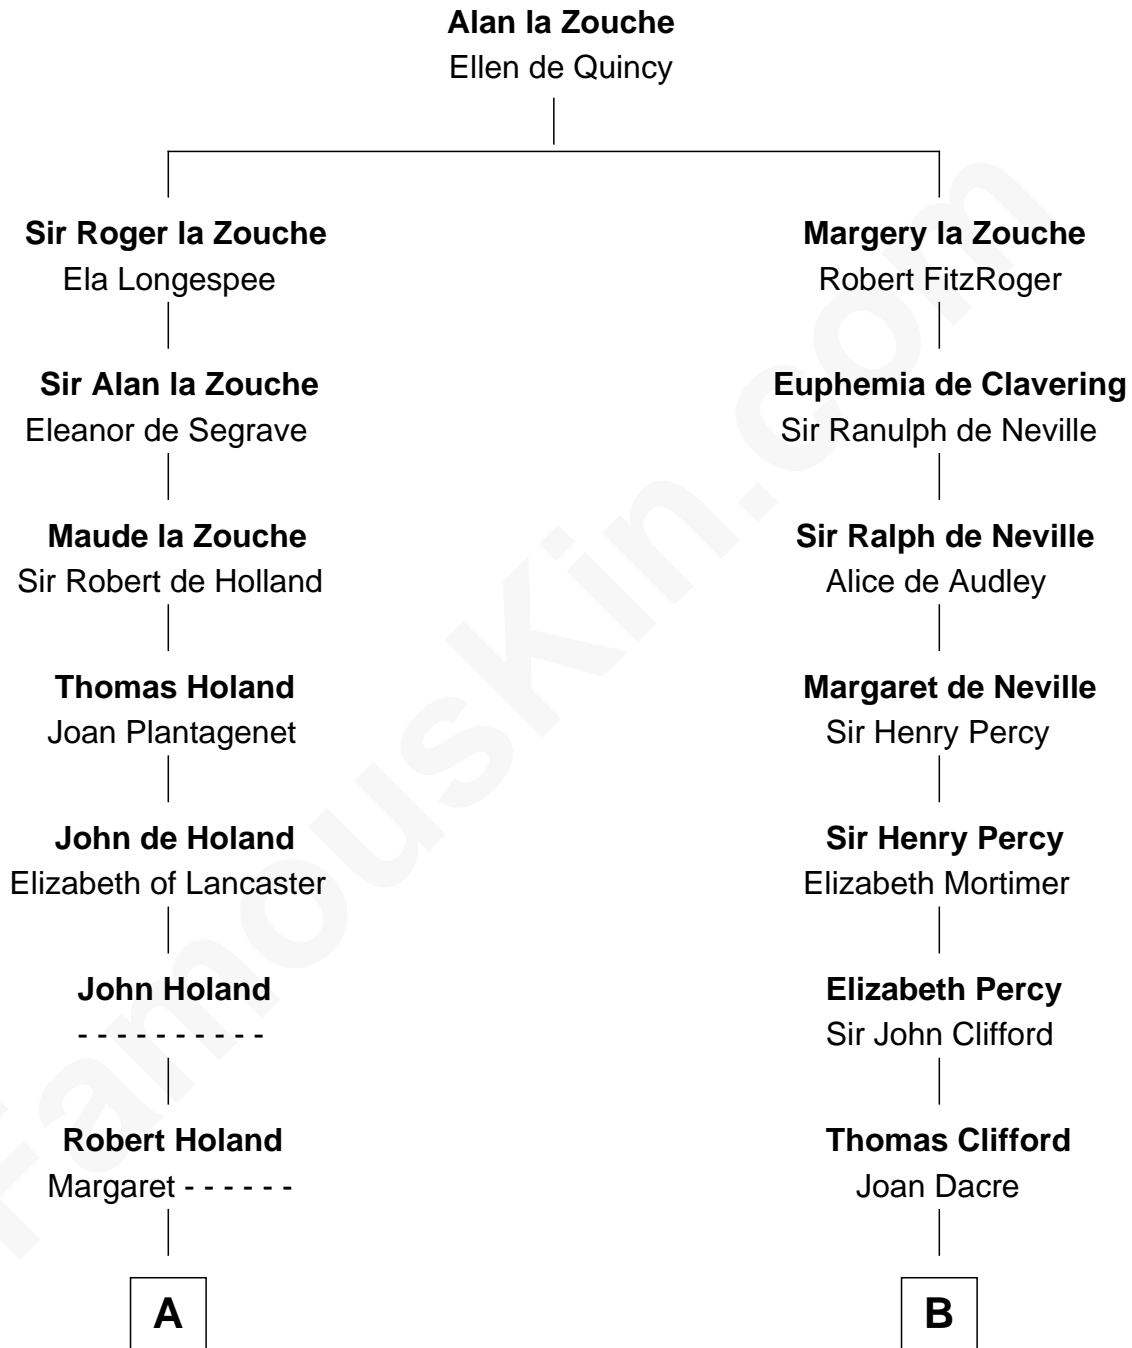 Alan la Zouche
Ellen de Quincy
Sir Roger la Zouche
Ela Longespee
Sir Alan la Zouche
Eleanor de Segrave
Maude la Zouche
Sir Robert de Holland
Thomas Holand
Joan Plantagenet
John de Holand
Elizabeth of Lancaster
John Holand
- - - - - - - - - -
Robert Holand
Margaret - - - - - -
A
Margery la Zouche
Robert FitzRoger
Euphemia de Clavering
Sir Ranulph de Neville
Sir Ralph de Neville
Alice de Audley
Margaret de Neville
Sir Henry Percy
Sir Henry Percy
Elizabeth Mortimer
Elizabeth Percy
Sir John Clifford
Thomas Clifford
Joan Dacre
B
FamousKin.com